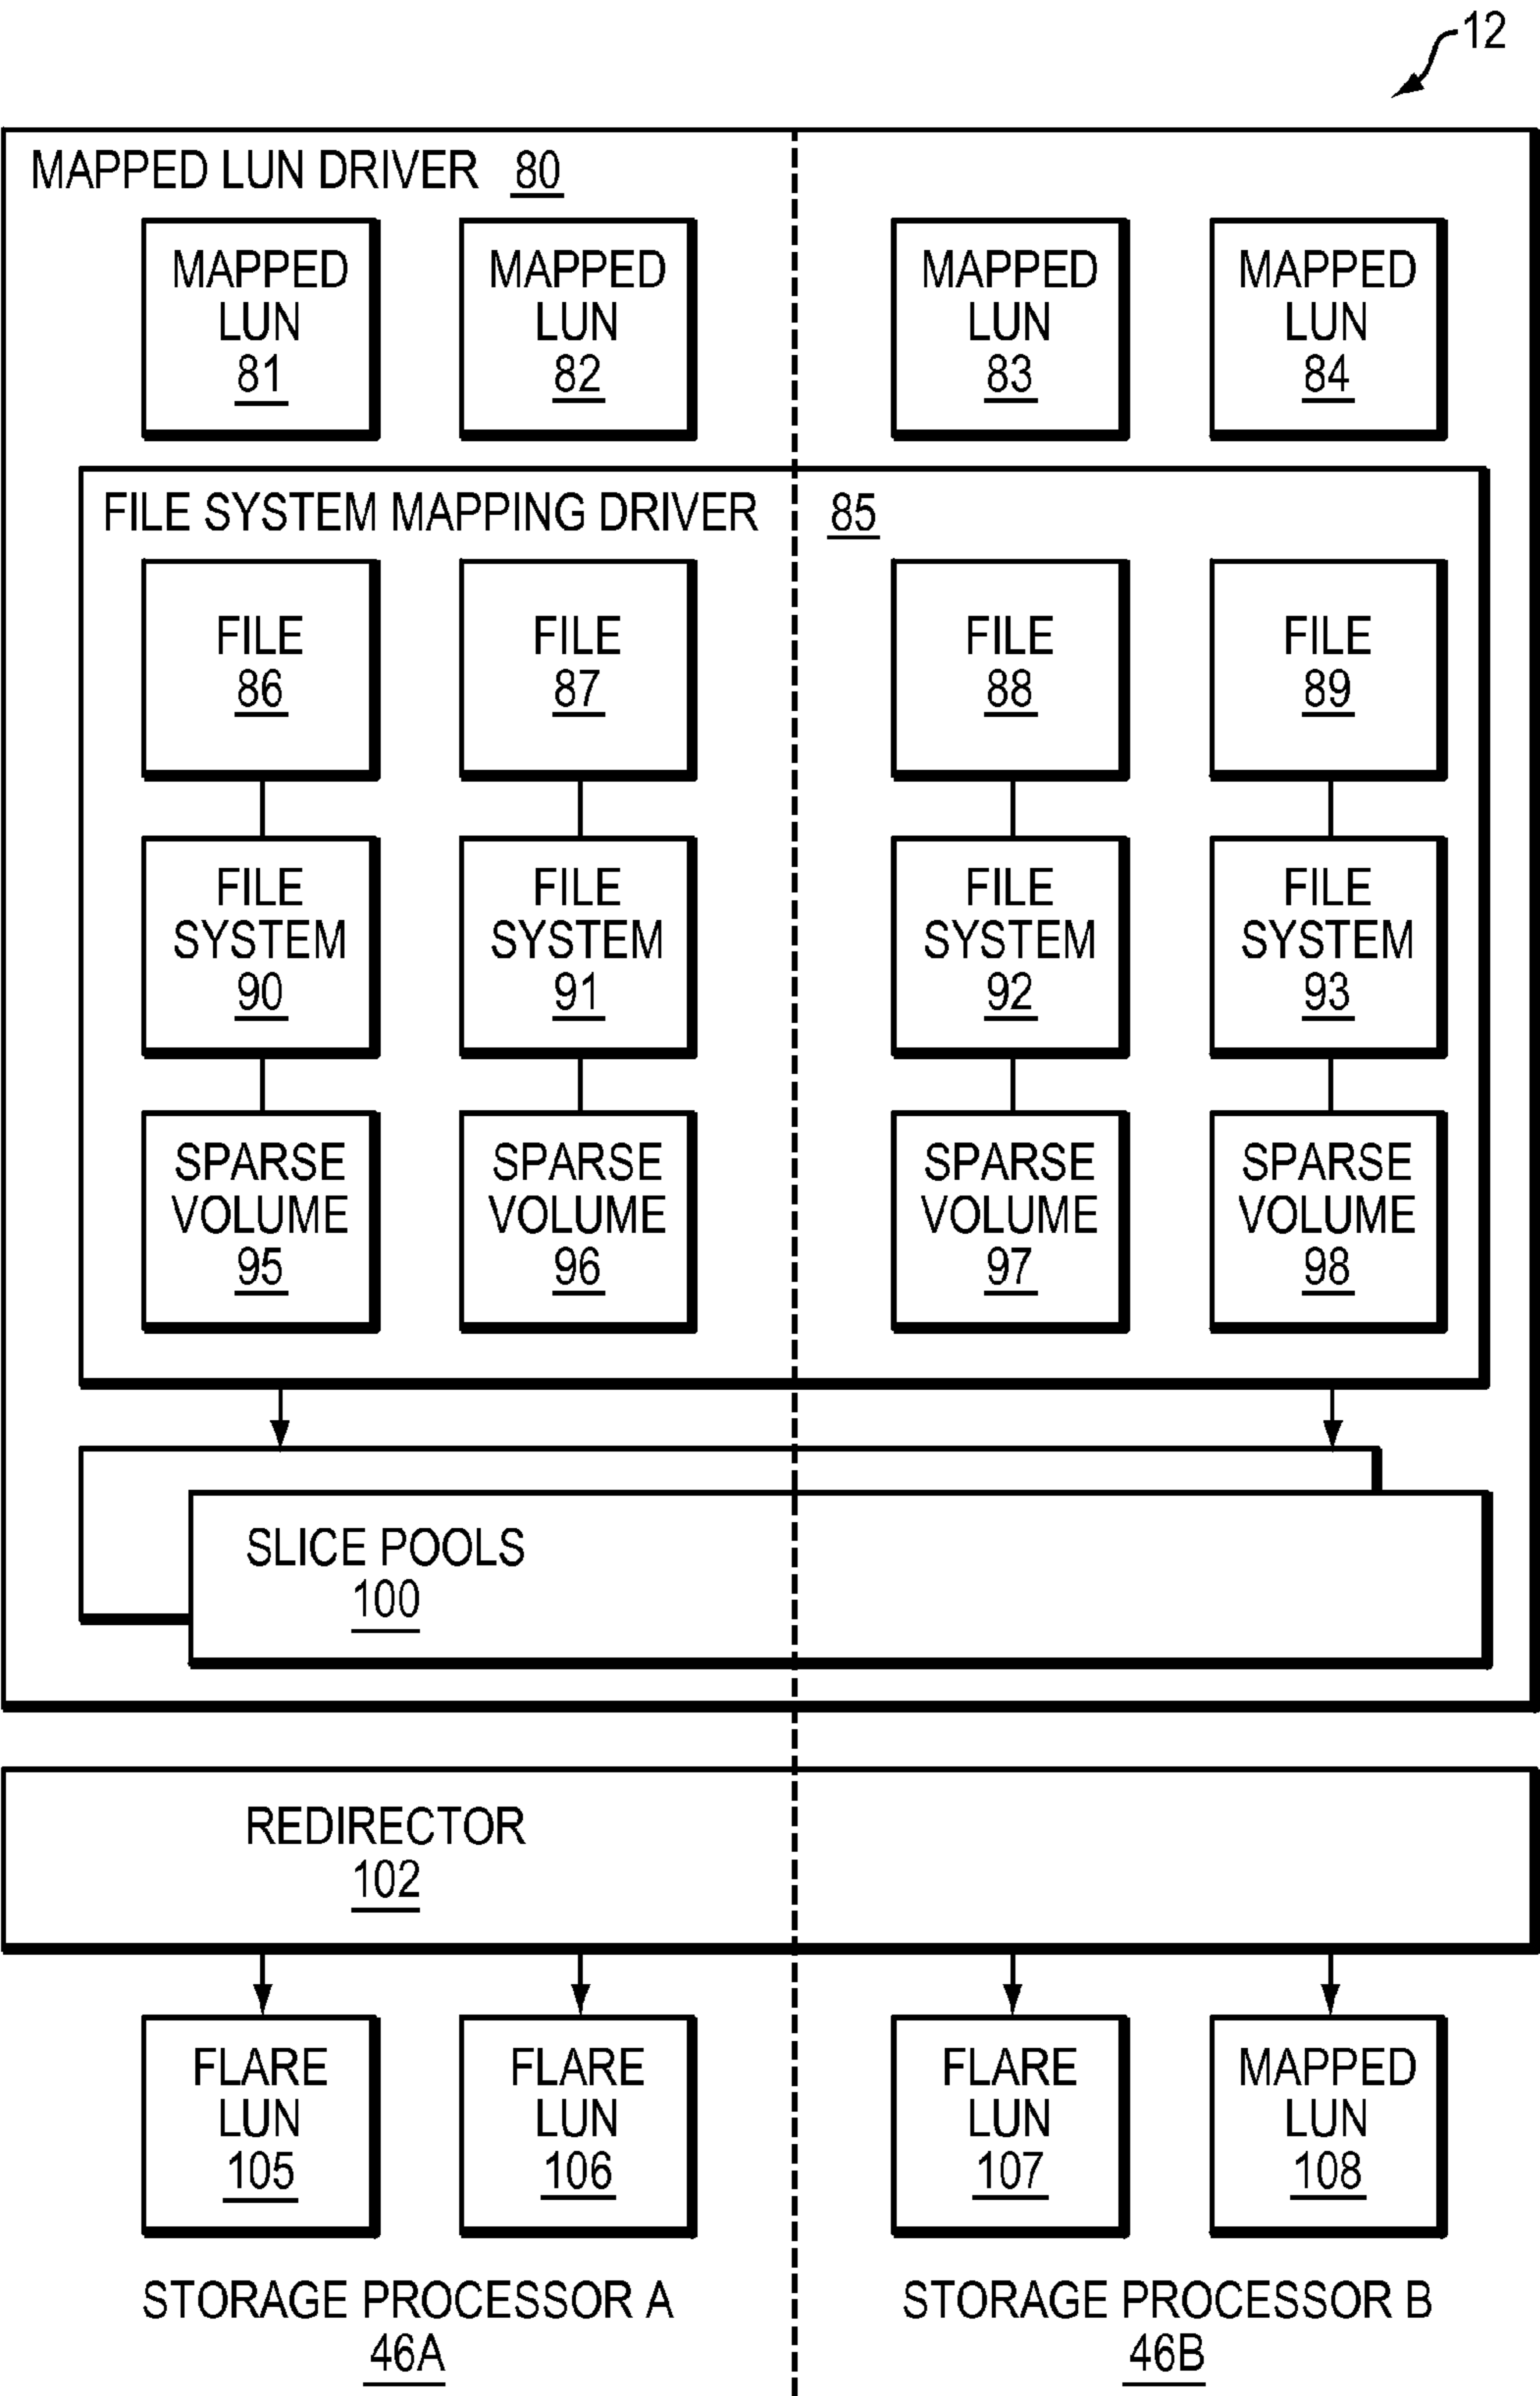 12
MAPPED LUN DRIVER 80
MAPPED
LUN
81
MAPPED
LUN
82
MAPPED
LUN
83
MAPPED
LUN
84
FILE SYSTEM MAPPING DRIVER 85
FILE
86
FILE
87
FILE
88
FILE
89
FILE
SYSTEM
90
FILE
SYSTEM
91
FILE
SYSTEM
92
FILE
SYSTEM
93
SPARSE
VOLUME
95
SPARSE
VOLUME
96
SPARSE
VOLUME
97
SPARSE
VOLUME
98
SLICE POOLS
100
REDIRECTOR
102
FLARE
LUN
105
FLARE
LUN
106
FLARE
LUN
107
MAPPED
LUN
108
STORAGE PROCESSOR A
46A
STORAGE PROCESSOR B
46B